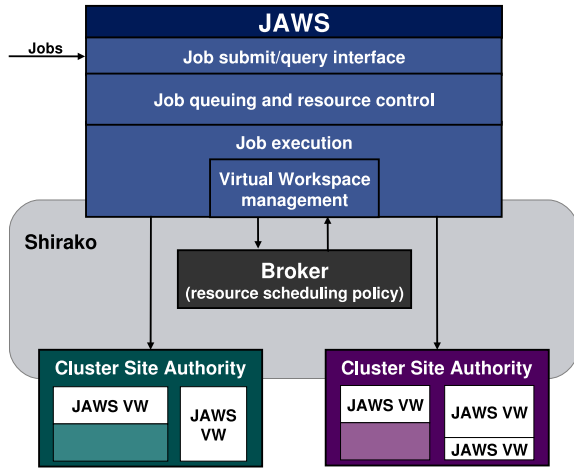 JAWS
Jobs
Job submit/query interface
Job queuing and resource control
Job execution
Virtual Workspace
management
Shirako
Broker
(resource scheduling policy)
Cluster Site Authority
JAWS VW
JAWS
VW
Cluster Site Authority
JAWS VW
JAWS VW
JAWS VW